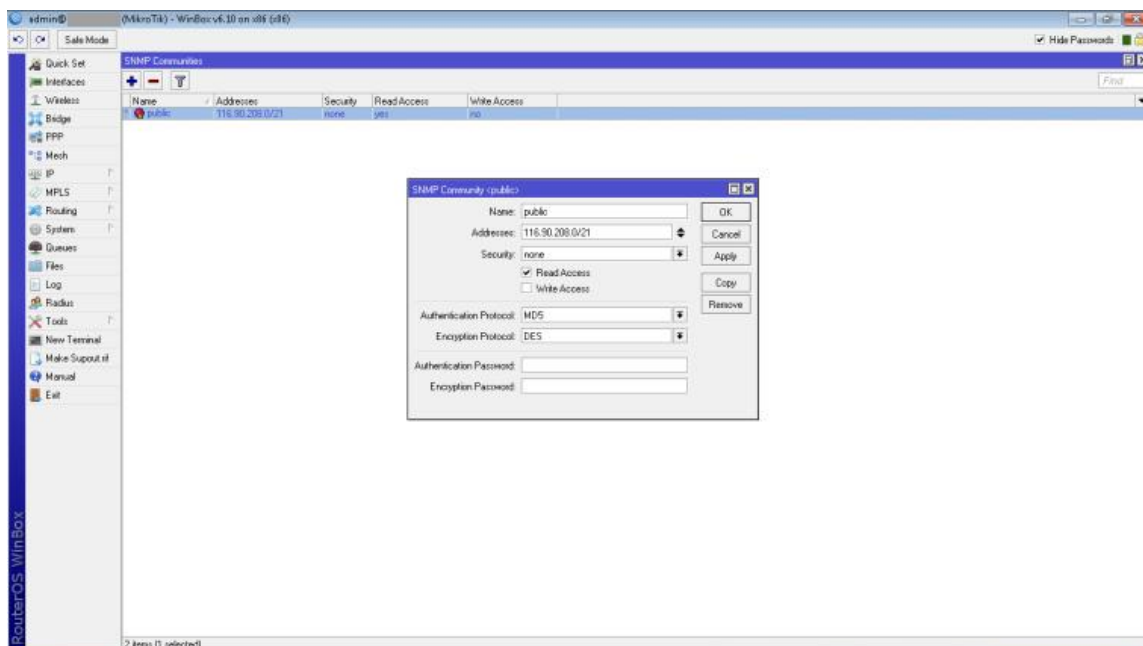 admin@ (MikroTik) - WinBox v6.10 on x86 (x86)
Safe Mode
Hide Passwords
Quick Set
Interfaces
Wireless
Bridge
PPP
Mesh
IP
MPLS
Routing
System
Queues
Files
Log
Radius
Tools
New Terminal
Make Supout.rif
Manual
Exit
RouterOS WinBox
SNMP Communities
Find
Name Addresses Security Read Access Write Access
public 116.90.208.0/21 none yes no
SNMP Community <public>
Name: public
Addresses: 116.90.208.0/21
Security: none
Read Access
Write Access
Authentication Protocol: MD5
Encryption Protocol: DES
Authentication Password:
Encryption Password:
OK
Cancel
Apply
Copy
Remove
2 items (1 selected)